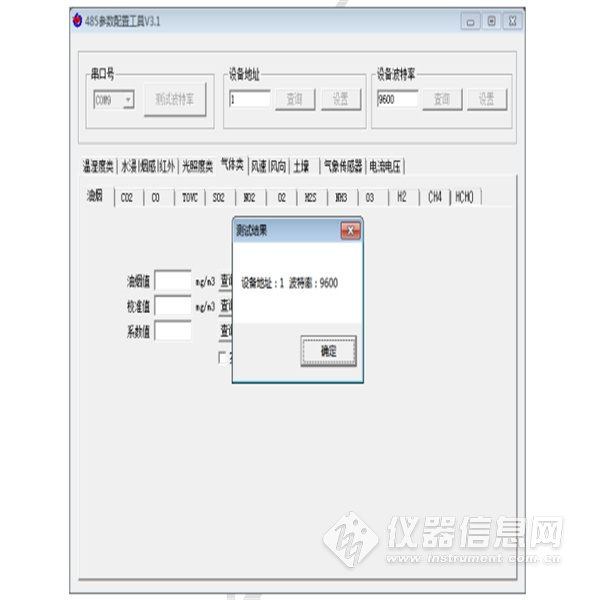 485参数配置工具V3.1
串口号 设备地址 设备波特率
COM9 测试波特率 1 查询 设置 9600 查询 设置
温湿度类 水浸|烟感|红外 光照度类 气体类 风速|风向 土壤 气象传感器 电流电压
油烟 CO2 CO TOVC SO2 NO2 O2 H2S NH3 O3 H2 CH4 HCHO
测试结果
设备地址：1 波特率：9600
油烟值 mg/m3 查询
校准值 mg/m3 查询
系数值 查询
确定
仪器信息网
www.instrument.com.cn